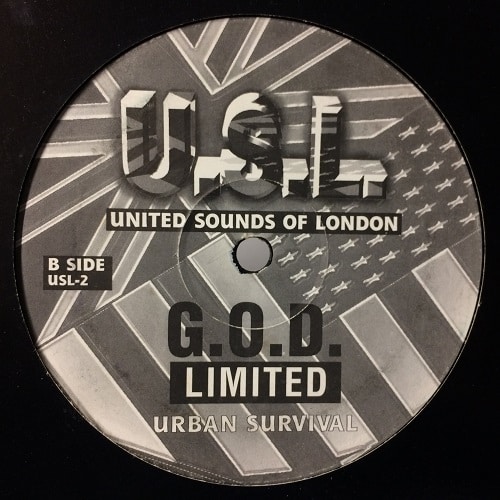 U.S.L.
UNITED SOUNDS OF LONDON
B SIDE
USL-2
G.O.D.
LIMITED
URBAN SURVIVAL